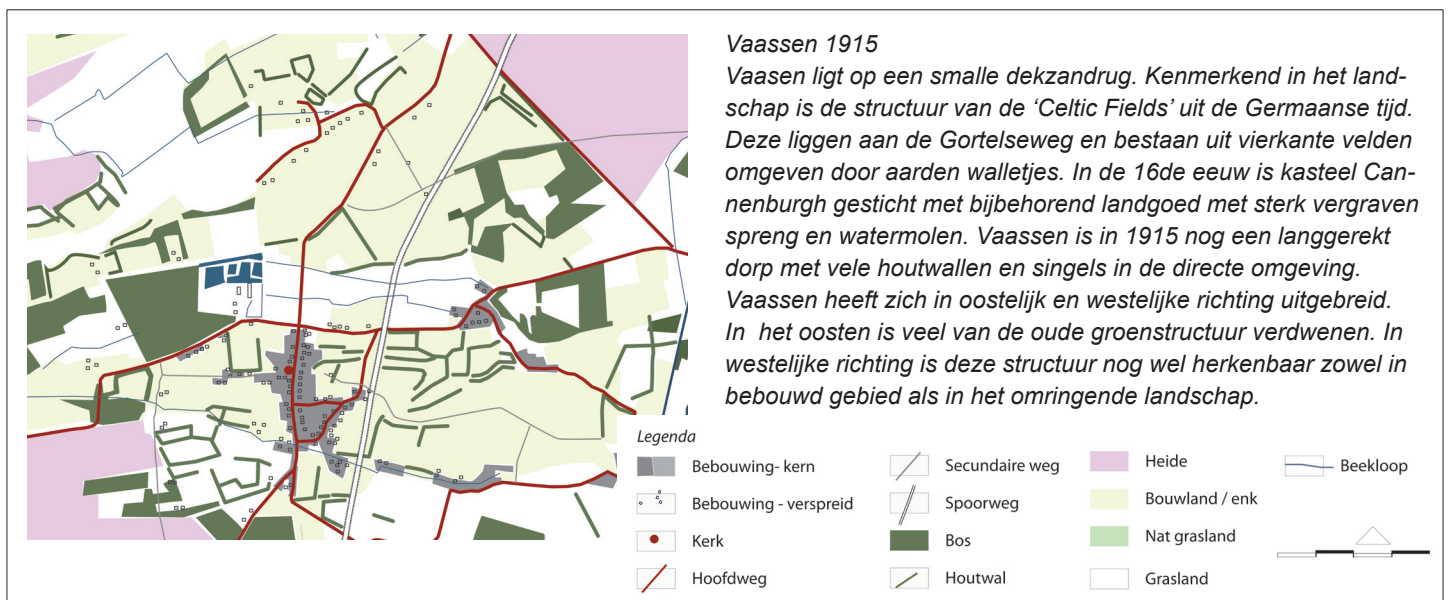 Vaassen 1915
Vaasen ligt op een smalle dekzandrug. Kenmerkend in het land-
schap is de structuur van de ‘Celtic Fields’ uit de Germaanse tijd.
Deze liggen aan de Gortelseweg en bestaan uit vierkante velden
omgeven door aarden walletjes. In de 16de eeuw is kasteel Can-
nenburgh gesticht met bijbehorend landgoed met sterk vergraven
spreng en watermolen. Vaassen is in 1915 nog een langgerekt
dorp met vele houtwallen en singels in de directe omgeving.
Vaassen heeft zich in oostelijk en westelijke richting uitgebreid.
In het oosten is veel van de oude groenstructuur verdwenen. In
westelijke richting is deze structuur nog wel herkenbaar zowel in
bebouwd gebied als in het omringende landschap.
Legenda
Bebouwing- kern
Bebouwing - verspreid
Kerk
Hoofdweg
Secundaire weg
Spoorweg
Bos
Houtwal
Heide
Bouwland / enk
Nat grasland
Grasland
Beekloop